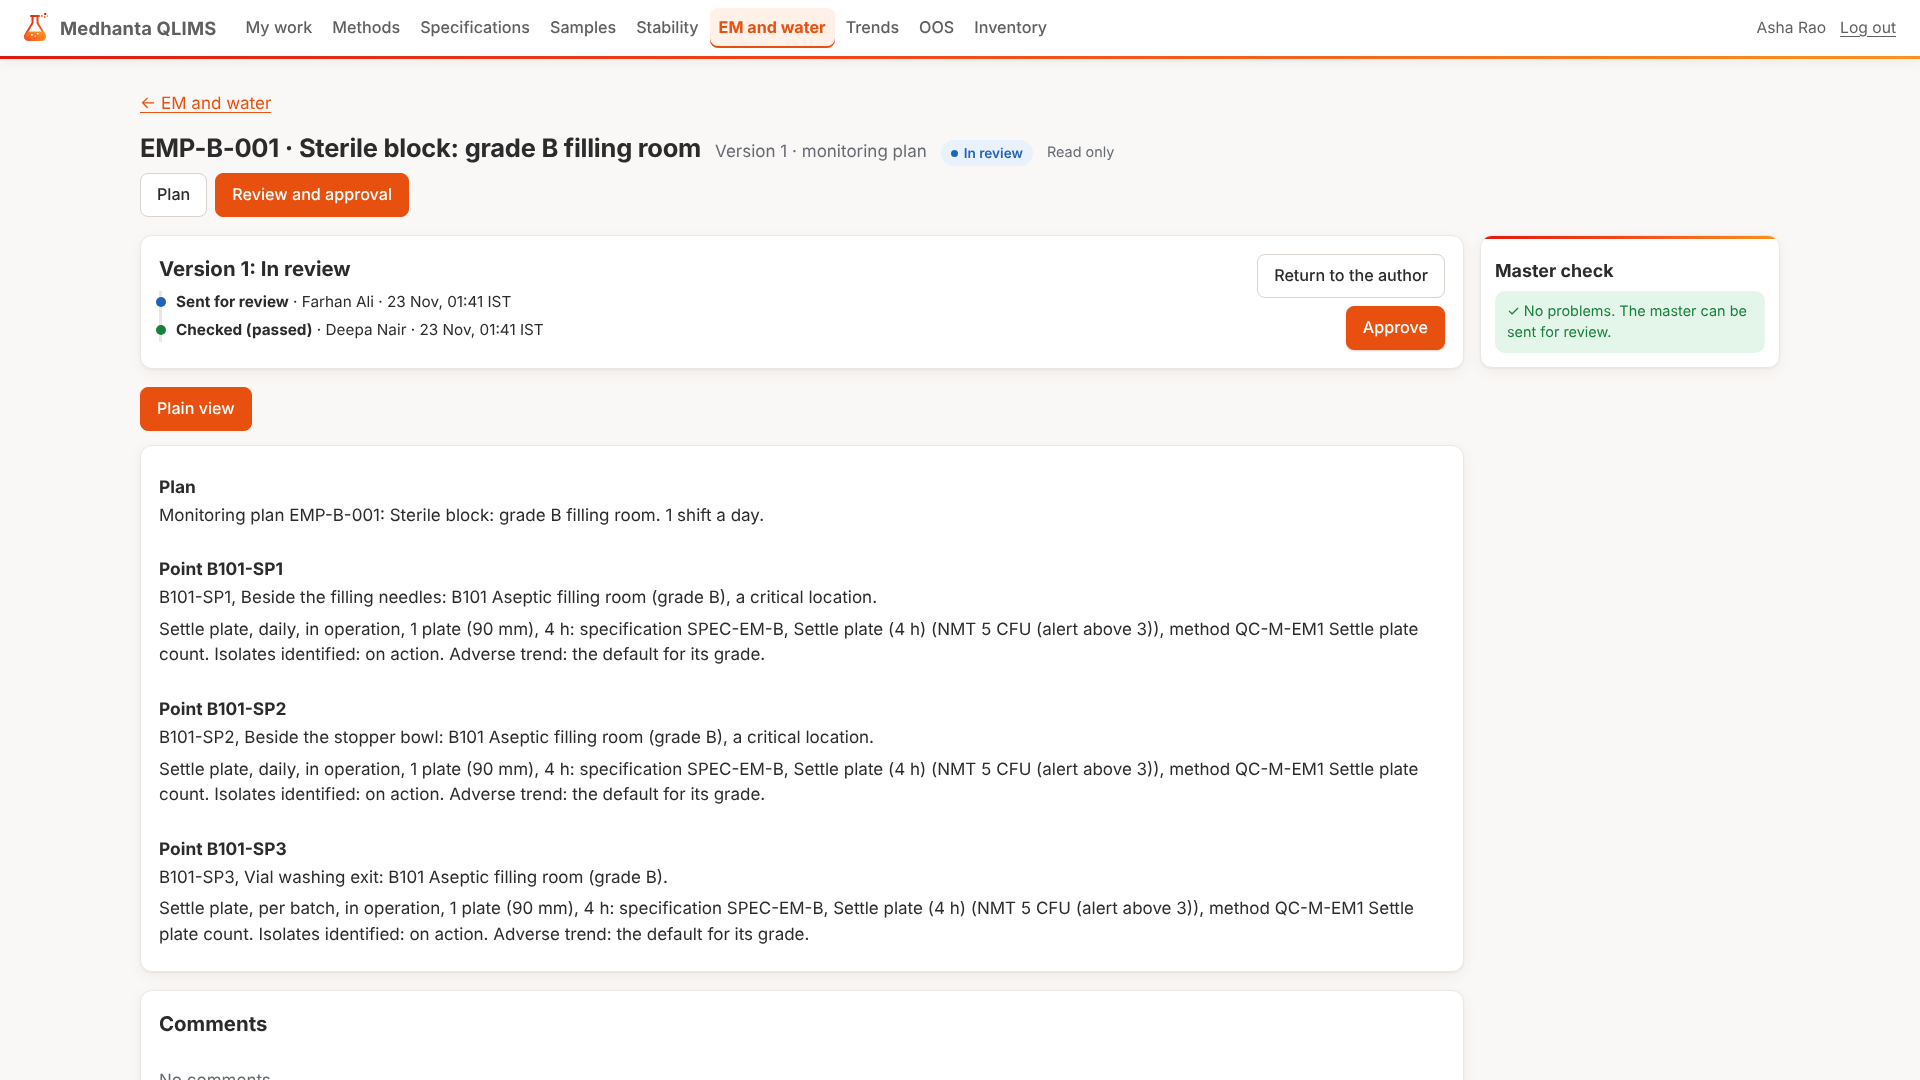 Medhanta QLIMS My work Methods Specifications Samples Stability EM and water Trends OOS Inventory Asha Rao Log out
← EM and water
EMP-B-001 · Sterile block: grade B filling room Version 1 · monitoring plan In review Read only
Plan Review and approval
Version 1: In review
Sent for review · Farhan Ali · 23 Nov, 01:41 IST
Checked (passed) · Deepa Nair · 23 Nov, 01:41 IST
Return to the author
Approve
Master check
✓ No problems. The master can be
sent for review.
Plain view
Plan
Monitoring plan EMP-B-001: Sterile block: grade B filling room. 1 shift a day.
Point B101-SP1
B101-SP1, Beside the filling needles: B101 Aseptic filling room (grade B), a critical location.
Settle plate, daily, in operation, 1 plate (90 mm), 4 h: specification SPEC-EM-B, Settle plate (4 h) (NMT 5 CFU (alert above 3)), method QC-M-EM1 Settle plate
count. Isolates identified: on action. Adverse trend: the default for its grade.
Point B101-SP2
B101-SP2, Beside the stopper bowl: B101 Aseptic filling room (grade B), a critical location.
Settle plate, daily, in operation, 1 plate (90 mm), 4 h: specification SPEC-EM-B, Settle plate (4 h) (NMT 5 CFU (alert above 3)), method QC-M-EM1 Settle plate
count. Isolates identified: on action. Adverse trend: the default for its grade.
Point B101-SP3
B101-SP3, Vial washing exit: B101 Aseptic filling room (grade B).
Settle plate, per batch, in operation, 1 plate (90 mm), 4 h: specification SPEC-EM-B, Settle plate (4 h) (NMT 5 CFU (alert above 3)), method QC-M-EM1 Settle
plate count. Isolates identified: on action. Adverse trend: the default for its grade.
Comments
No comments